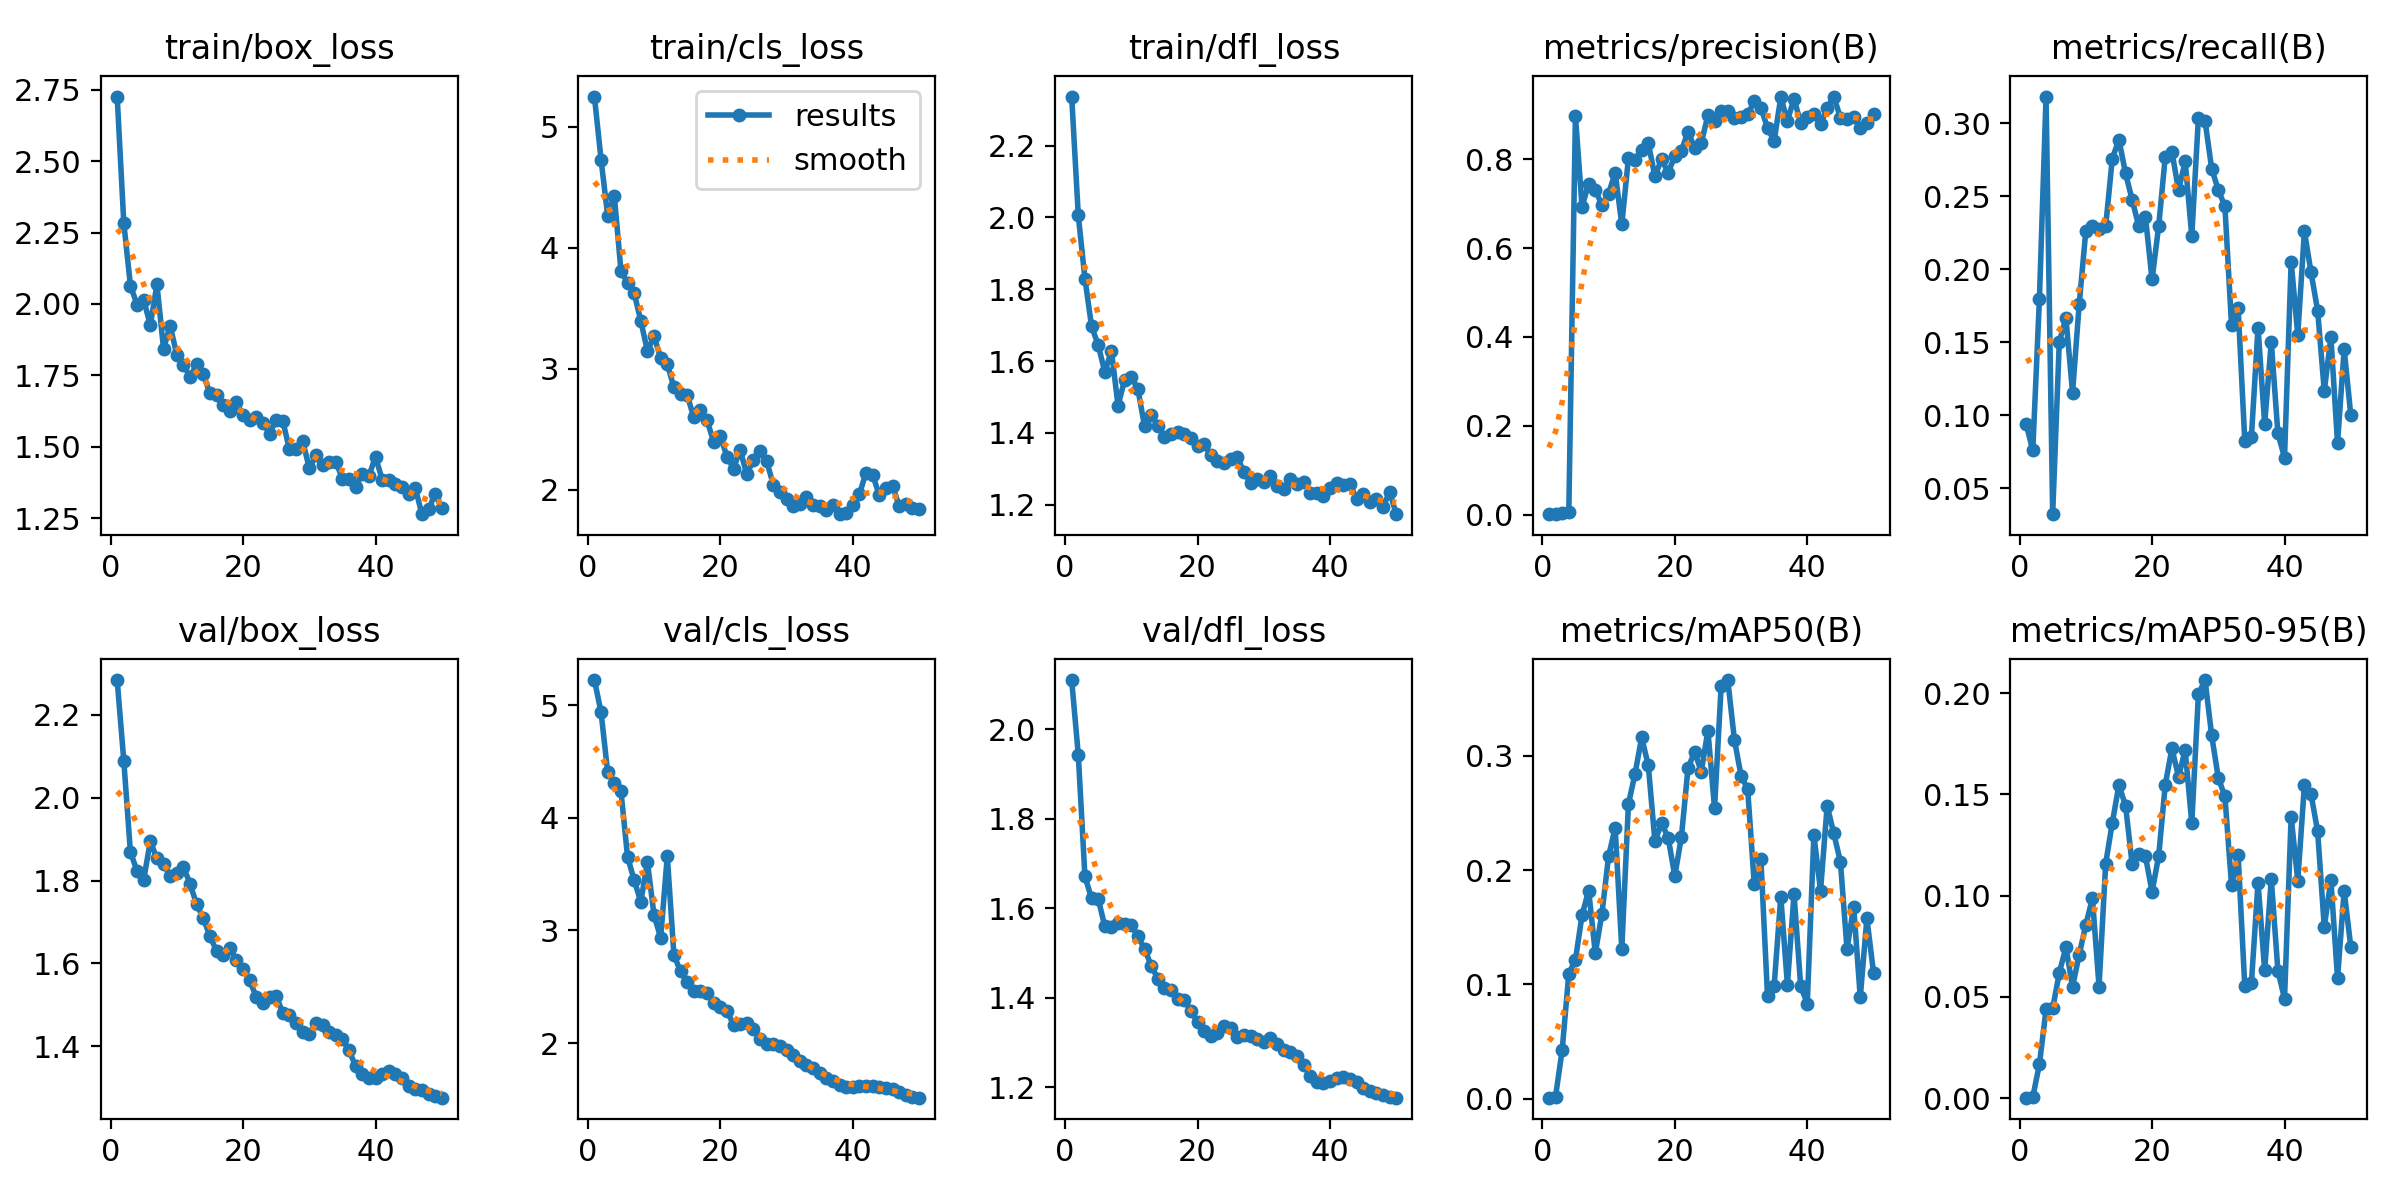 train/box_loss
train/cls_loss
train/dfl_loss
metrics/precision(B)
metrics/recall(B)
2.75
2.50
2.25
2.00
1.75
1.50
1.25
0 20 40
5
4
3
2
0 20 40
results
smooth
2.2
2.0
1.8
1.6
1.4
1.2
0 20 40
0.8
0.6
0.4
0.2
0.0
0 20 40
0.30
0.25
0.20
0.15
0.10
0.05
0 20 40
val/box_loss
val/cls_loss
val/dfl_loss
metrics/mAP50(B)
metrics/mAP50-95(B)
2.2
2.0
1.8
1.6
1.4
0 20 40
5
4
3
2
0 20 40
2.0
1.8
1.6
1.4
1.2
0 20 40
0.3
0.2
0.1
0.0
0 20 40
0.20
0.15
0.10
0.05
0.00
0 20 40